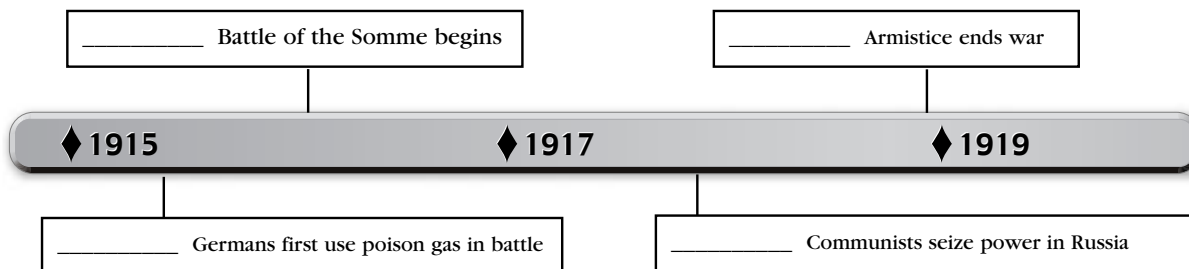 __________ Battle of the Somme begins
__________ Armistice ends war
1915 1917 1919
__________ Germans first use poison gas in battle
__________ Communists seize power in Russia